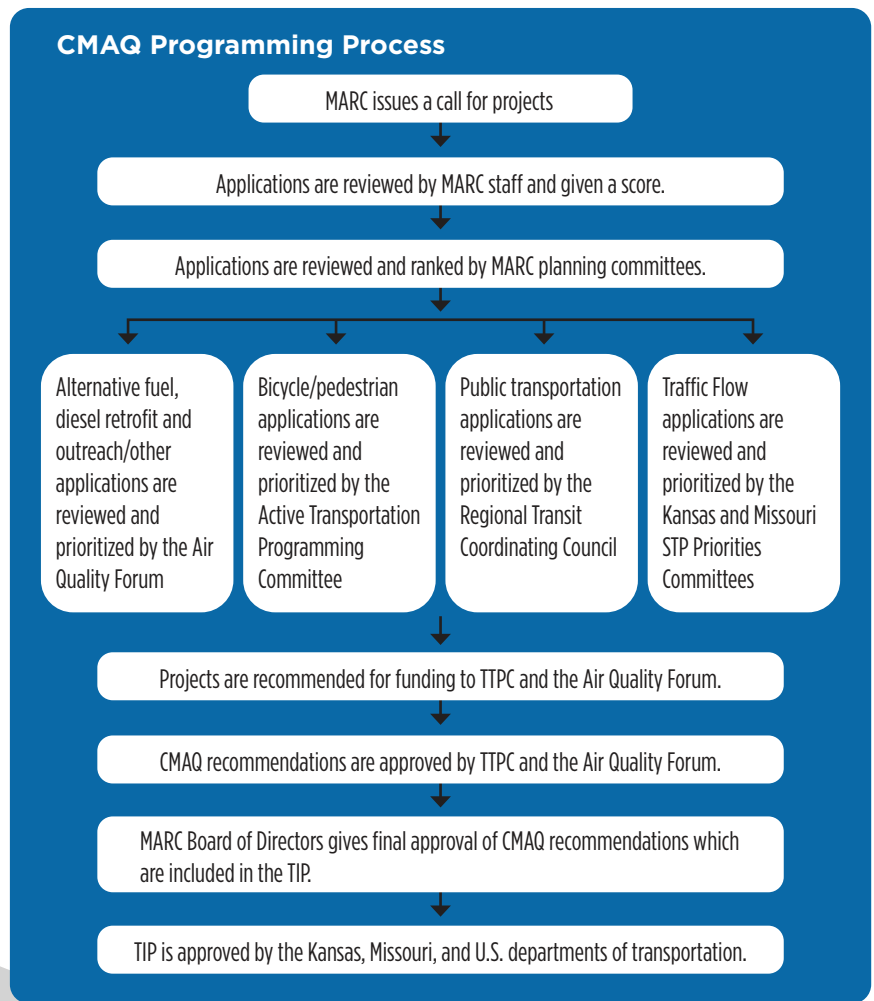 CMAQ Programming Process
MARC issues a call for projects
Applications are reviewed by MARC staff and given a score.
Applications are reviewed and ranked by MARC planning committees.
Alternative fuel,
diesel retrofit and
outreach/other
applications are
reviewed and
prioritized by the Air
Quality Forum
Bicycle/pedestrian
applications are
reviewed and
prioritized by the
Active Transportation
Programming
Committee
Public transportation
applications are
reviewed and
prioritized by the
Regional Transit
Coordinating Council
Traffic Flow
applications are
reviewed and
prioritized by the
Kansas and Missouri
STP Priorities
Committees
Projects are recommended for funding to TTPC and the Air Quality Forum.
CMAQ recommendations are approved by TTPC and the Air Quality Forum.
MARC Board of Directors gives final approval of CMAQ recommendations which
are included in the TIP.
TIP is approved by the Kansas, Missouri, and U.S. departments of transportation.